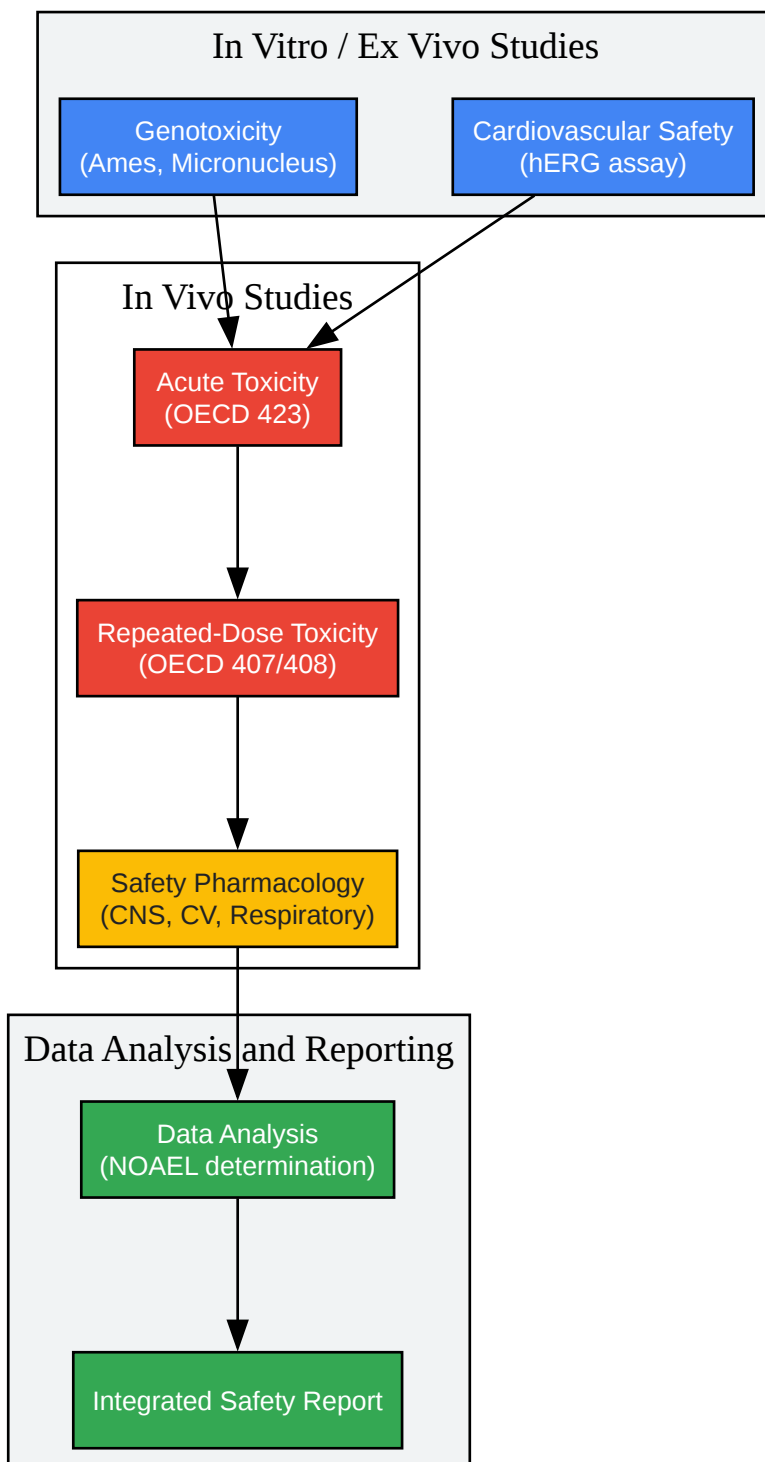 In Vitro / Ex Vivo Studies
Genotoxicity
(Ames, Micronucleus)
Cardiovascular Safety
(hERG assay)
In Vivo Studies
Acute Toxicity
(OECD 423)
Repeated-Dose Toxicity
(OECD 407/408)
Safety Pharmacology
(CNS, CV, Respiratory)
Data Analysis and Reporting
Data Analysis
(NOAEL determination)
Integrated Safety Report